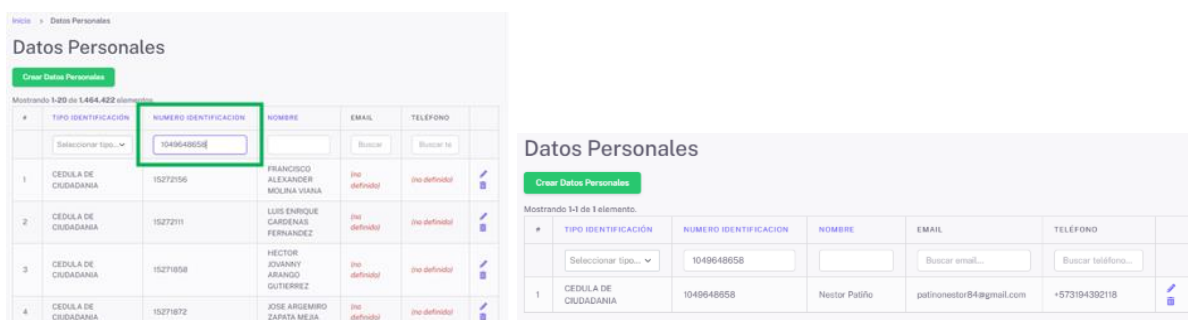 Inicio > Datos Personales
Datos Personales
Crear Datos Personales
Mostrando 1-20 de 1.464.422 elementos.
# TIPO IDENTIFICACIÓN NUMERO IDENTIFICACION NOMBRE EMAIL TELÉFONO
Seleccionar tipo... 1049648658 Buscar Buscar te
1 CEDULA DE CIUDADANIA 15272156 FRANCISCO ALEXANDER MOLINA VIANA (no definido) (no definido)
2 CEDULA DE CIUDADANIA 15272111 LUIS ENRIQUE CARDENAS FERNANDEZ (no definido) (no definido)
3 CEDULA DE CIUDADANIA 15271858 HECTOR JOVANNY ARANGO GUTIERREZ (no definido) (no definido)
4 CEDULA DE CIUDADANIA 15271872 JOSE ARGEMIRO ZAPATA MEJIA (no definido) (no definido)
Datos Personales
Crear Datos Personales
Mostrando 1-1 de 1 elemento.
# TIPO IDENTIFICACIÓN NUMERO IDENTIFICACION NOMBRE EMAIL TELÉFONO
Seleccionar tipo... 1049648658 Buscar email... Buscar teléfono...
1 CEDULA DE CIUDADANIA 1049648658 Nestor Patiño patinonestor84@gmail.com +573194392118